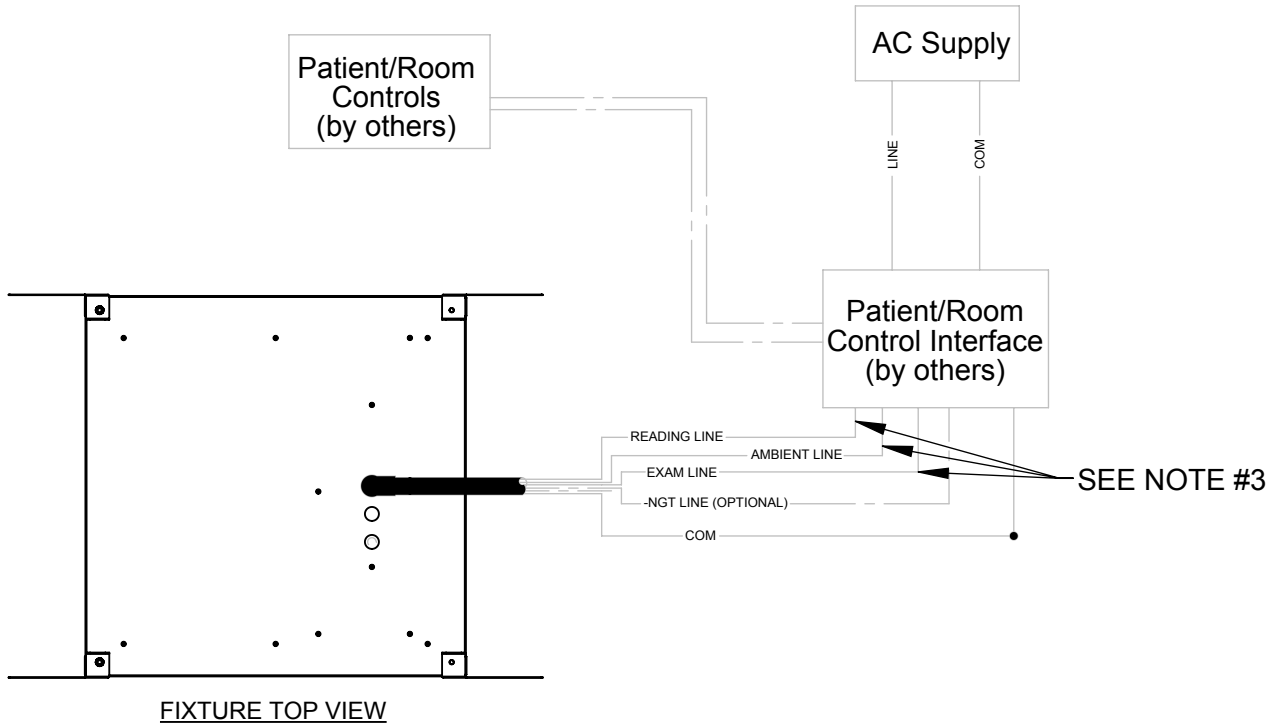 Patient/Room
Controls
(by others)
AC Supply
LINE
COM
Patient/Room
Control Interface
(by others)
READING LINE
AMBIENT LINE
EXAM LINE
-NGT LINE (OPTIONAL)
COM
SEE NOTE #3
FIXTURE TOP VIEW